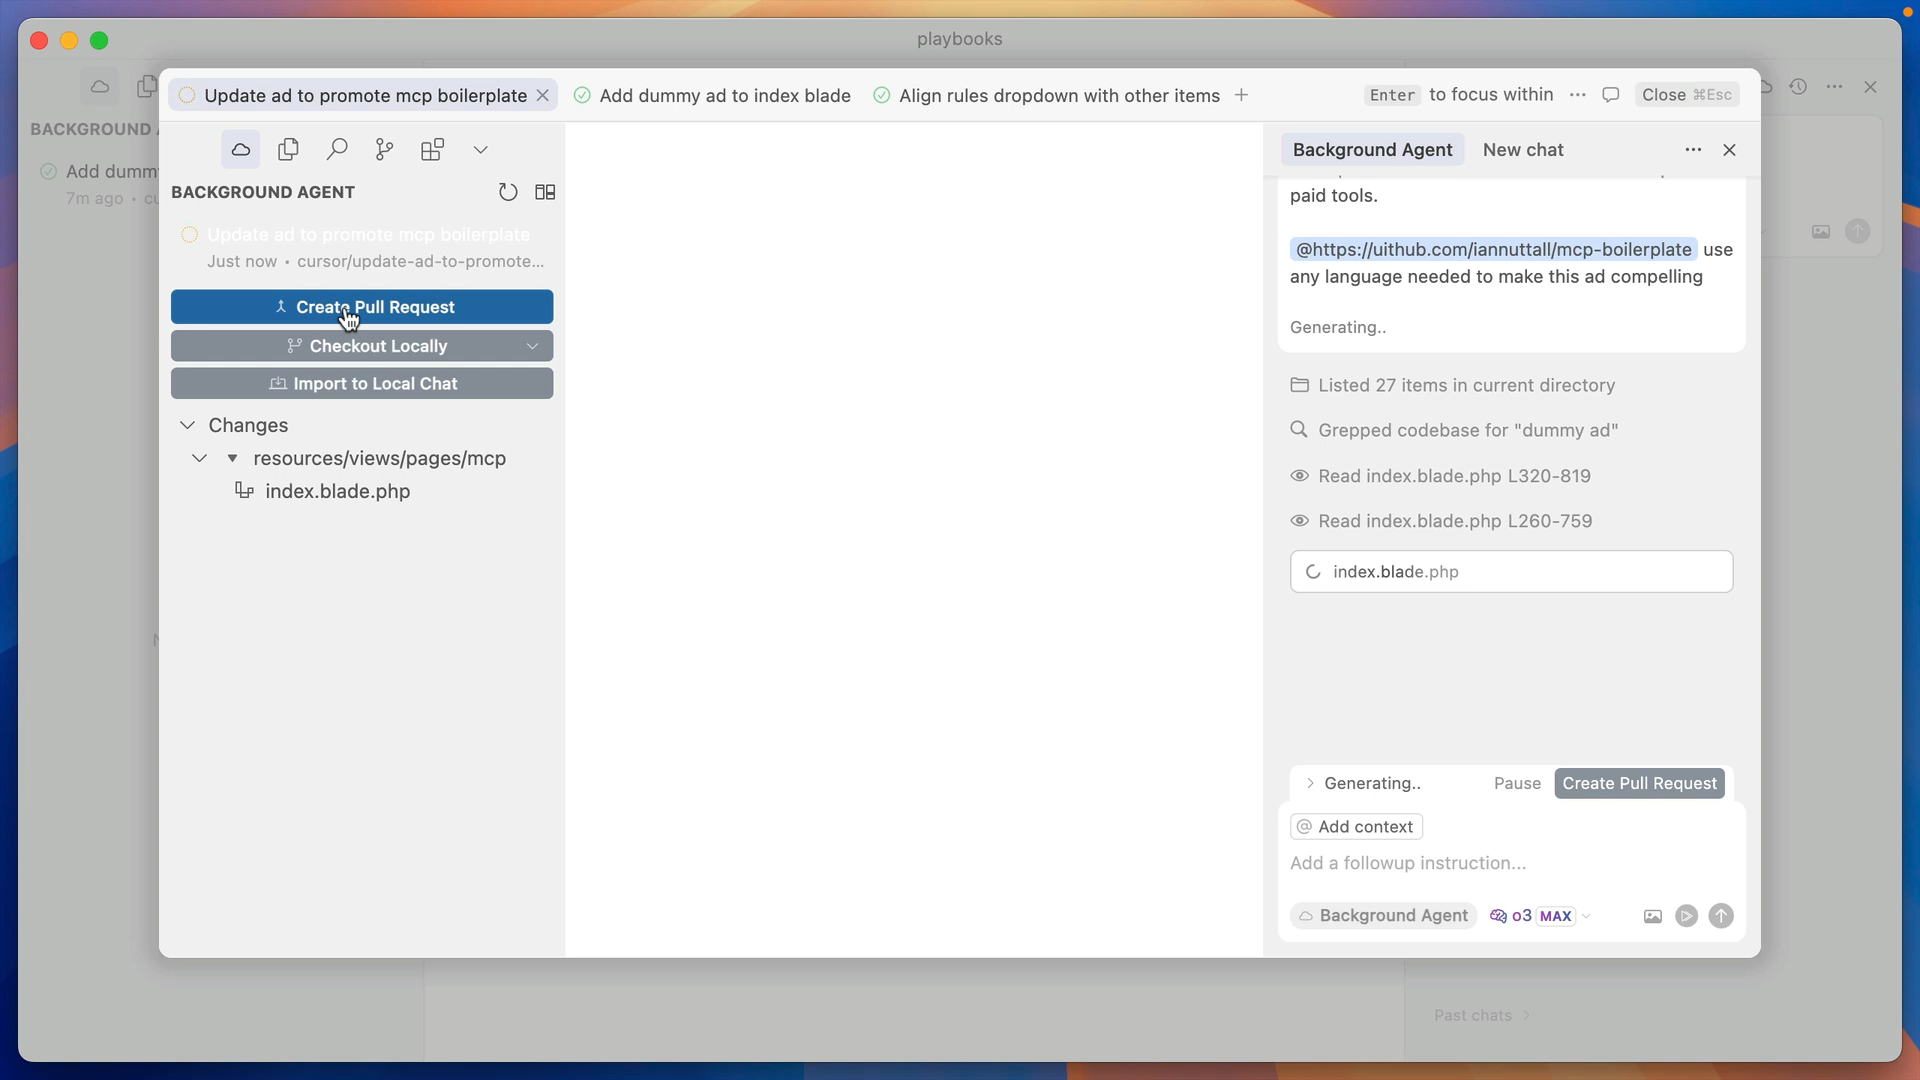 playbooks
Update ad to promote mcp boilerplate
Add dummy ad to index blade
Align rules dropdown with other items
Enter to focus within
Close ⌘Esc
BACKGROUND
Add dumm
7m ago • cu
BACKGROUND AGENT
Update ad to promote mcp boilerplate
Just now • cursor/update-ad-to-promote...
Create Pull Request
Checkout Locally
Import to Local Chat
Changes
resources/views/pages/mcp
index.blade.php
Background Agent
New chat
paid tools.
@https://uithub.com/iannuttall/mcp-boilerplate use
any language needed to make this ad compelling
Generating..
Listed 27 items in current directory
Grepped codebase for "dummy ad"
Read index.blade.php L320-819
Read index.blade.php L260-759
index.blade.php
Generating..
Pause
Create Pull Request
@ Add context
Add a followup instruction...
Background Agent
o3 MAX
Past chats